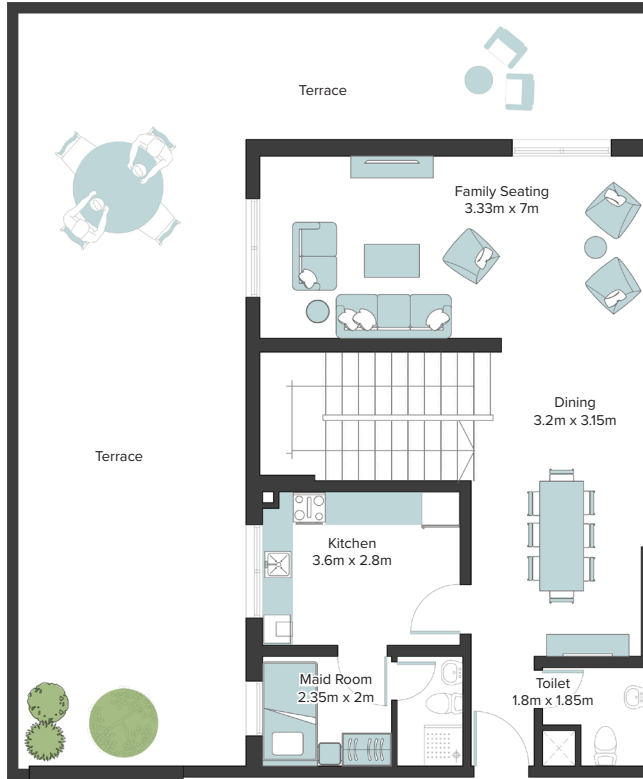 Terrace
Family Seating
3.33m x 7m
Dining
3.2m x 3.15m
Terrace
Kitchen
3.6m x 2.8m
Maid Room
2.35m x 2m
Toilet
1.8m x 1.85m